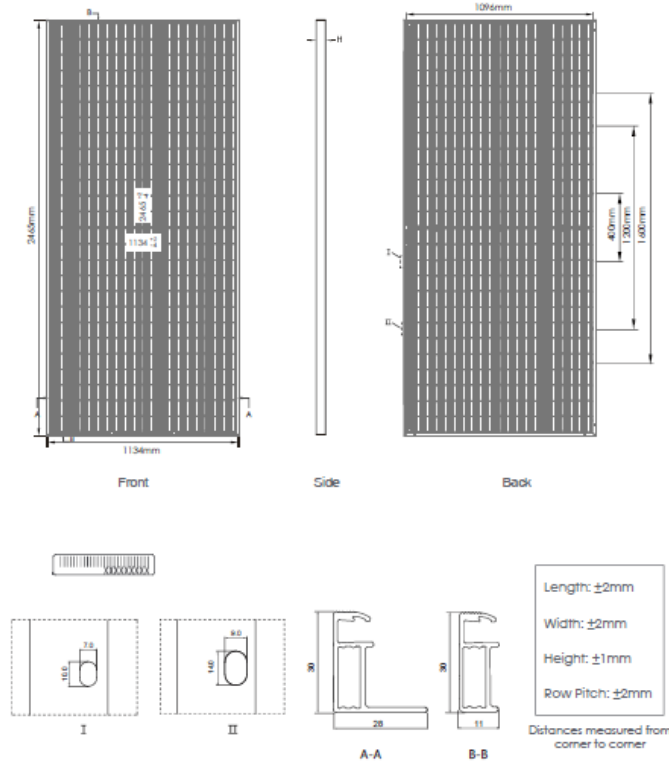 B
1096mm
H
2465mm
2465 +2 -4
1134 +2 -4
400mm
1200mm
1600mm
I
II
A
A
B
1134mm
Front
Side
Back
7.0
10.0
I
9.0
14.0
II
30
28
A-A
30
11
B-B
Length: ±2mm
Width: ±2mm
Height: ±1mm
Row Pitch: ±2mm
Distances measured from
corner to corner